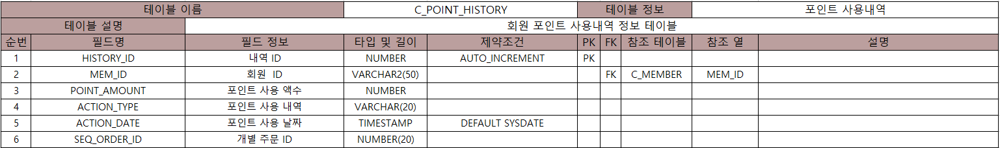 테이블 이름 C_POINT_HISTORY 테이블 정보 포인트 사용내역
테이블 설명 회원 포인트 사용내역 정보 테이블
순번 필드명 필드 정보 타입 및 길이 제약조건 PK FK 참조 테이블 참조 열 설명
1 HISTORY_ID 내역 ID NUMBER AUTO_INCREMENT PK
2 MEM_ID 회원 ID VARCHAR2(50) FK C_MEMBER MEM_ID
3 POINT_AMOUNT 포인트 사용 액수 NUMBER
4 ACTION_TYPE 포인트 사용 내역 VARCHAR(20)
5 ACTION_DATE 포인트 사용 날짜 TIMESTAMP DEFAULT SYSDATE
6 SEQ_ORDER_ID 개별 주문 ID NUMBER(20)